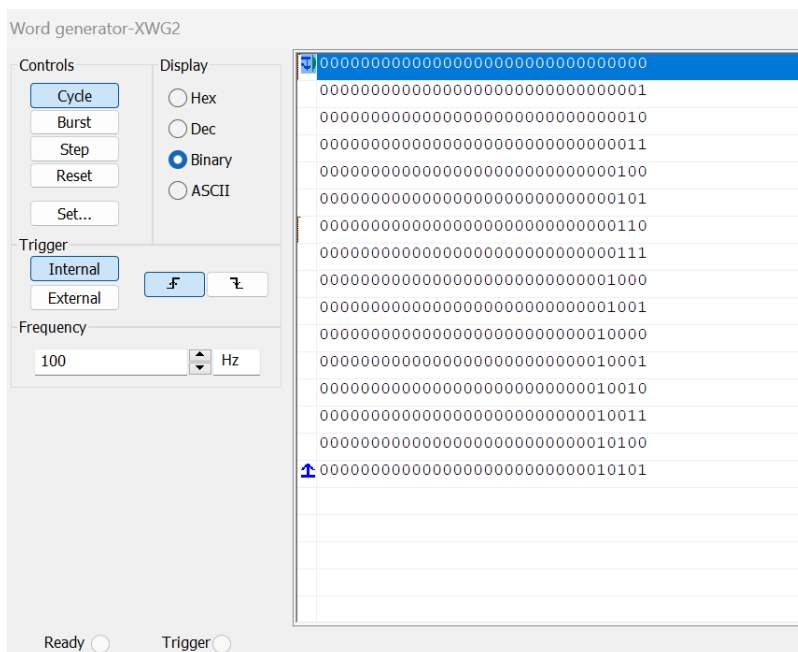 Word generator-XWG2
Controls
Cycle
Burst
Step
Reset
Set...
Display
Hex
Dec
Binary
ASCII
Trigger
Internal
External
Frequency
100
Hz
00000000000000000000000000000000
00000000000000000000000000000001
00000000000000000000000000000010
00000000000000000000000000000011
00000000000000000000000000000100
00000000000000000000000000000101
00000000000000000000000000000110
00000000000000000000000000000111
00000000000000000000000000001000
00000000000000000000000000001001
00000000000000000000000000010000
00000000000000000000000000010001
00000000000000000000000000010010
00000000000000000000000000010011
00000000000000000000000000010100
00000000000000000000000000010101
Ready
Trigger